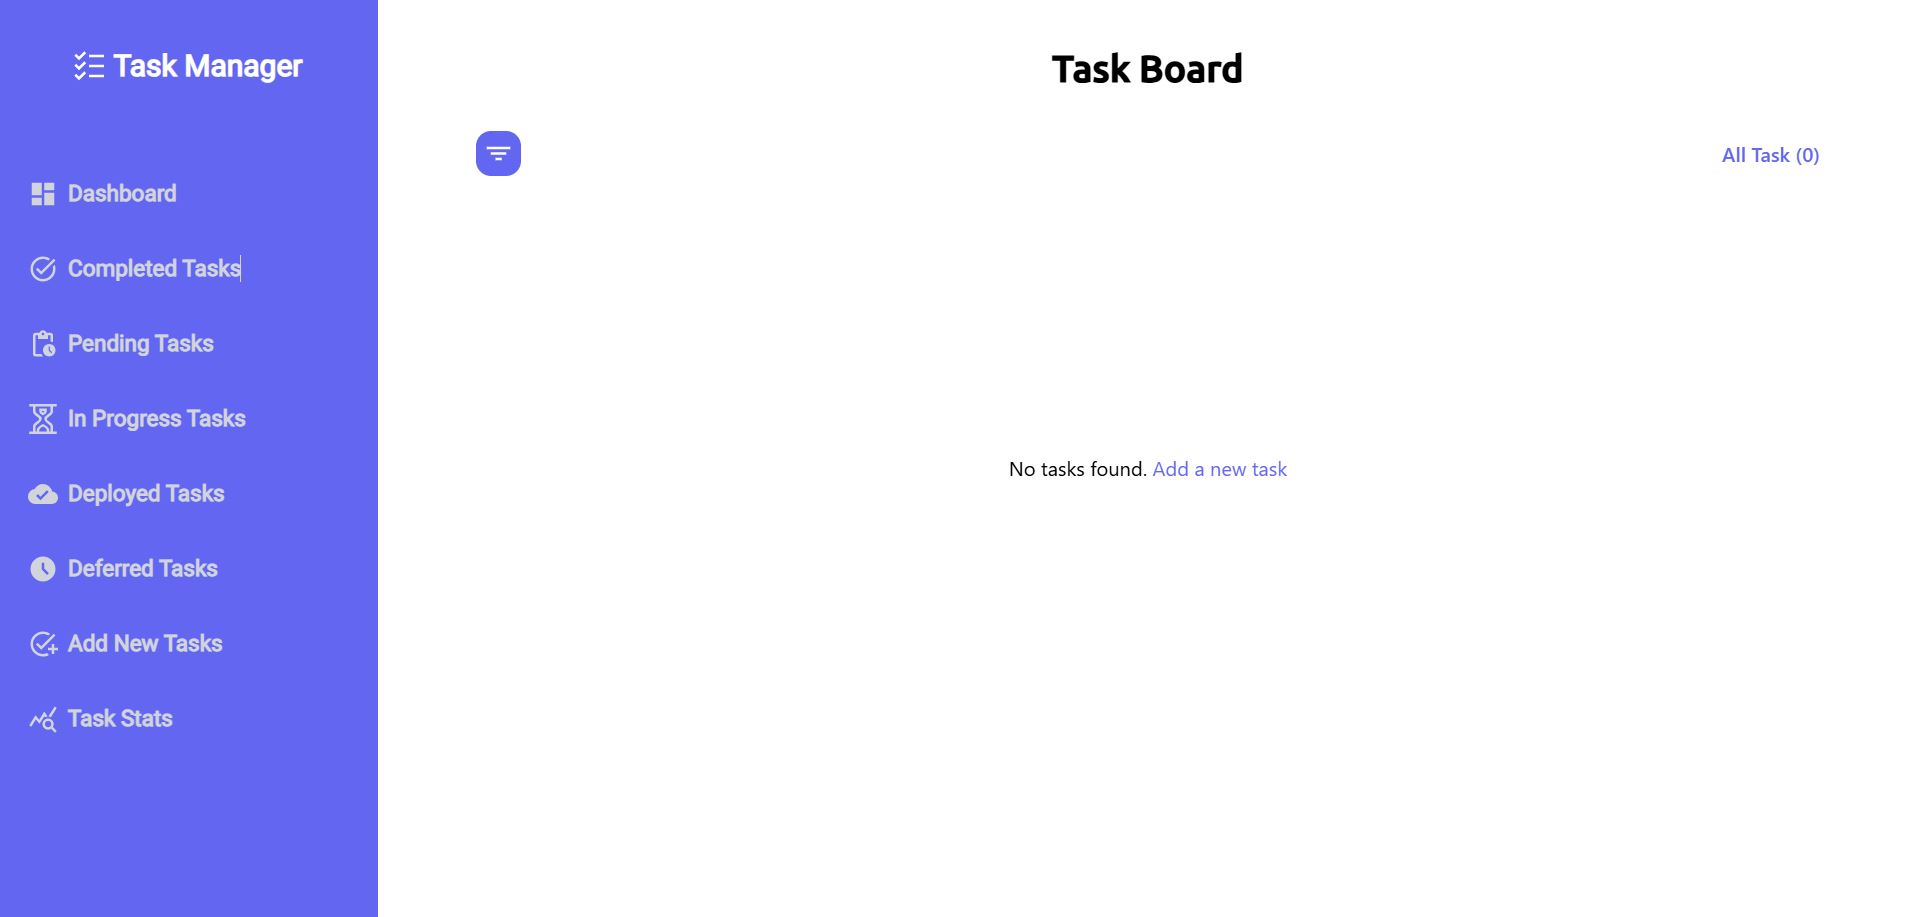 Task Manager
Dashboard
Completed Tasks
Pending Tasks
In Progress Tasks
Deployed Tasks
Deferred Tasks
Add New Tasks
Task Stats
Task Board
All Task (0)
No tasks found. Add a new task